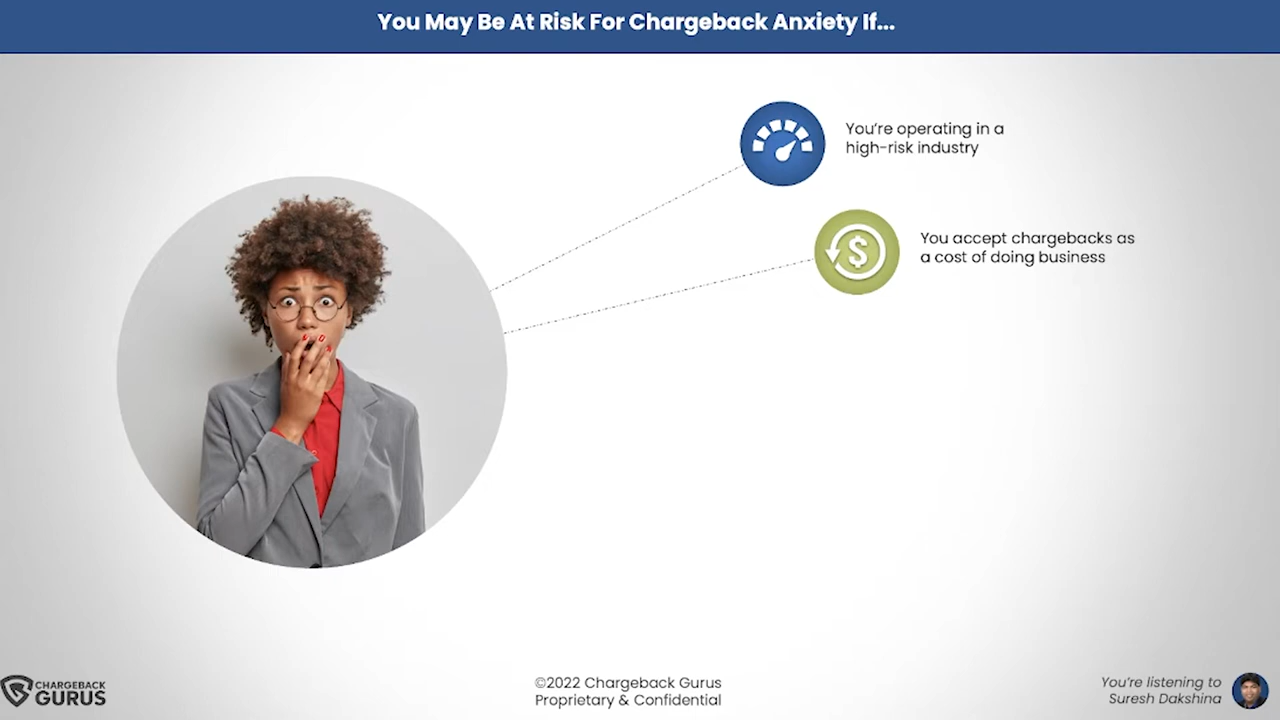 You May Be At Risk For Chargeback Anxiety If...
You’re operating in a
high-risk industry
$
You accept chargebacks as
a cost of doing business
CHARGEBACK
GURUS
©2022 Chargeback Gurus
Proprietary & Confidential
You’re listening to
Suresh Dakshina